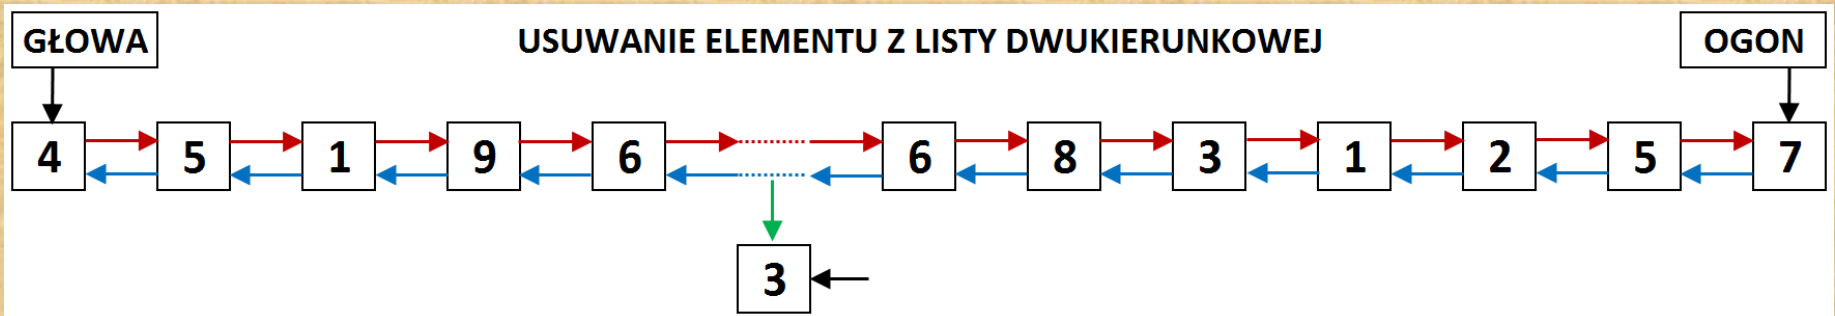 GŁOWA USUWANIE ELEMENTU Z LISTY DWUKIERUNKOWEJ OGON
4 5 1 9 6 6 8 3 1 2 5 7
3